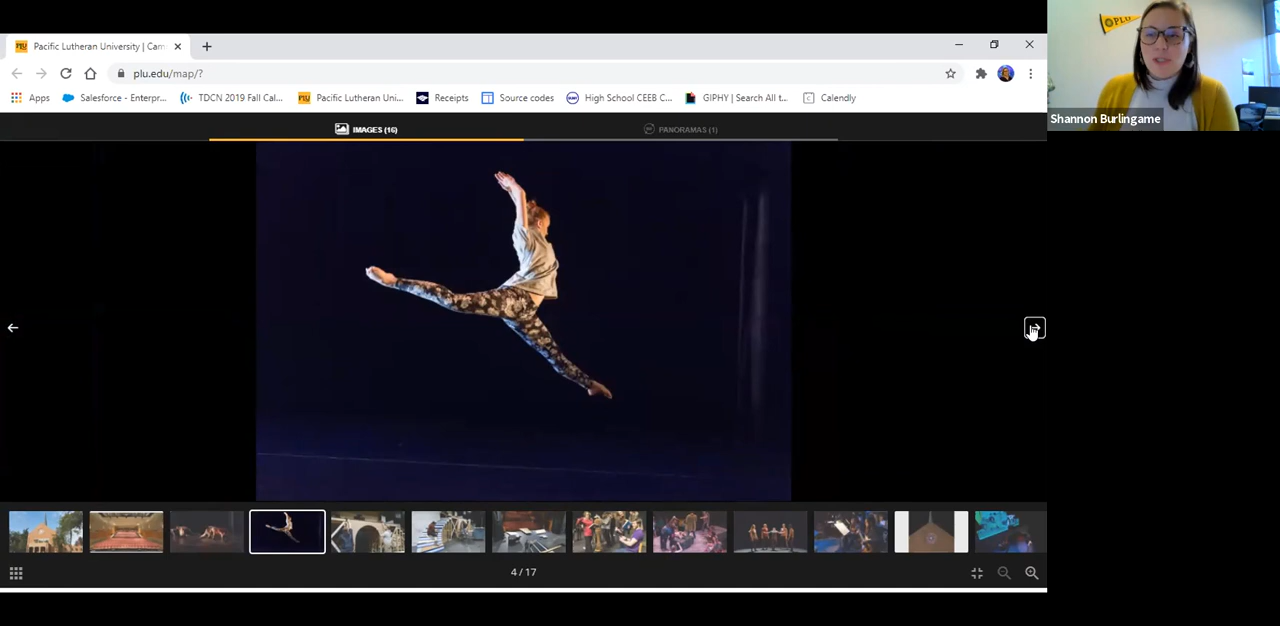 Pacific Lutheran University | Cam
plu.edu/map/?
Apps
Salesforce - Enterpr...
TDCN 2019 Fall Cal...
Pacific Lutheran Uni...
Receipts
Source codes
High School CEEB C...
GIPHY | Search All t...
Calendly
IMAGES (16)
PANORAMAS (1)
4 / 17
PLU
Shannon Burlingame